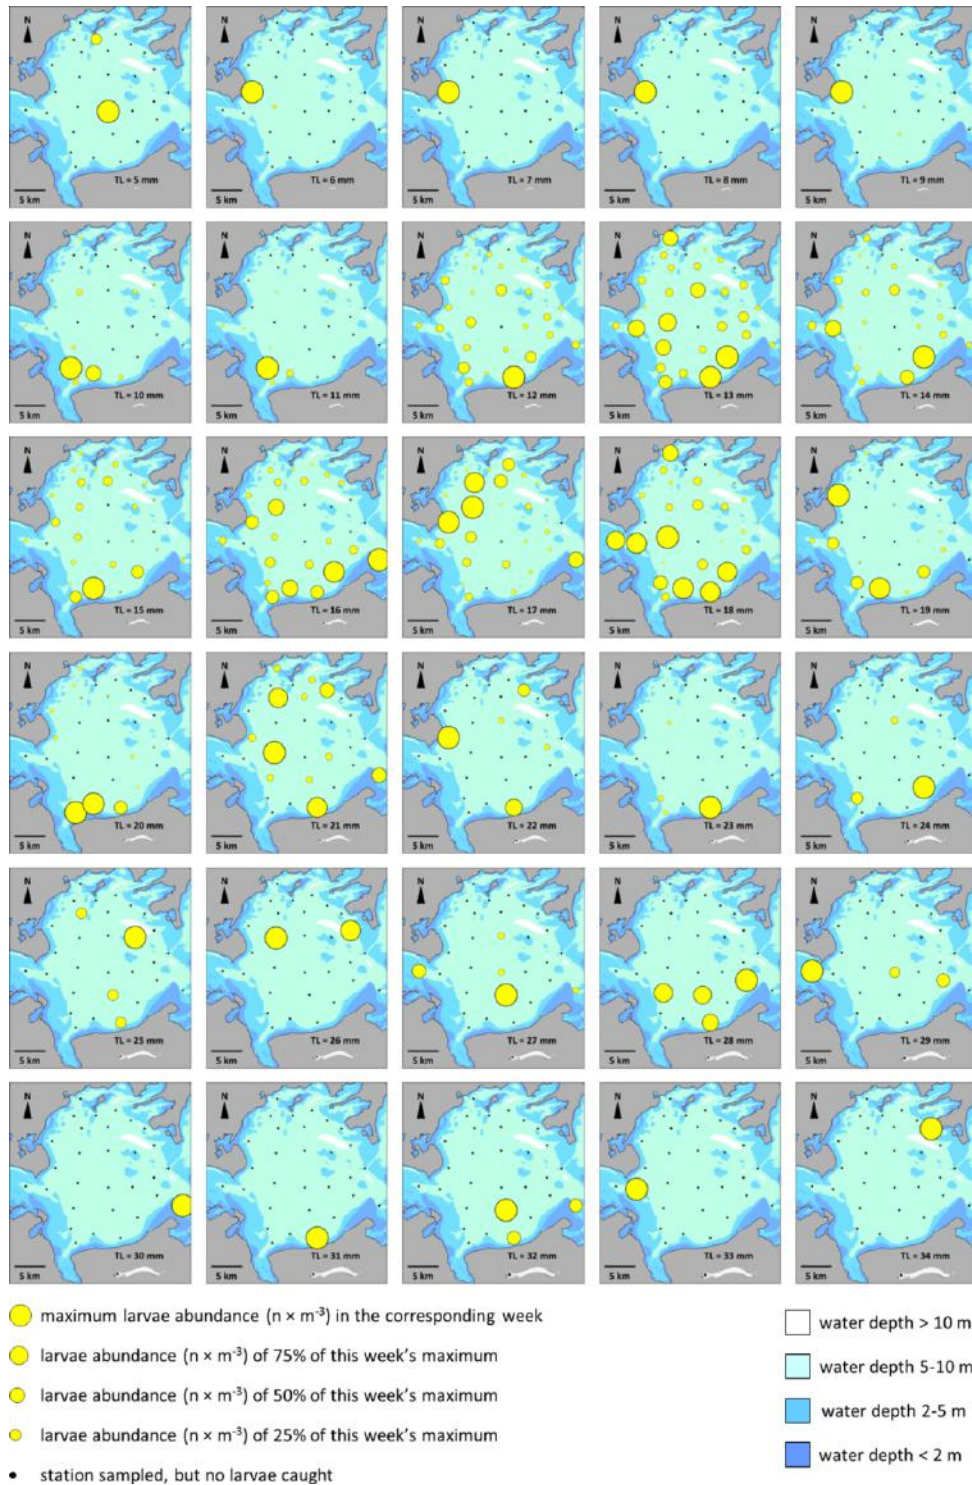 N N N N N
TL = 5 mm TL = 6 mm TL = 7 mm TL = 8 mm TL = 9 mm
5 km 5 km 5 km 5 km 5 km
N N N N N
TL = 10 mm TL = 11 mm TL = 12 mm TL = 13 mm TL = 14 mm
5 km 5 km 5 km 5 km 5 km
N N N N N
TL = 15 mm TL = 16 mm TL = 17 mm TL = 18 mm TL = 19 mm
5 km 5 km 5 km 5 km 5 km
N N N N N
TL = 20 mm TL = 21 mm TL = 22 mm TL = 23 mm TL = 24 mm
5 km 5 km 5 km 5 km 5 km
N N N N N
TL = 25 mm TL = 26 mm TL = 27 mm TL = 28 mm TL = 29 mm
5 km 5 km 5 km 5 km 5 km
N N N N N
TL = 30 mm TL = 31 mm TL = 32 mm TL = 33 mm TL = 34 mm
5 km 5 km 5 km 5 km 5 km
maximum larvae abundance (n × m⁻³) in the corresponding week
larvae abundance (n × m⁻³) of 75% of this week's maximum
larvae abundance (n × m⁻³) of 50% of this week's maximum
larvae abundance (n × m⁻³) of 25% of this week's maximum
station sampled, but no larvae caught
water depth > 10 m
water depth 5-10 m
water depth 2-5 m
water depth < 2 m